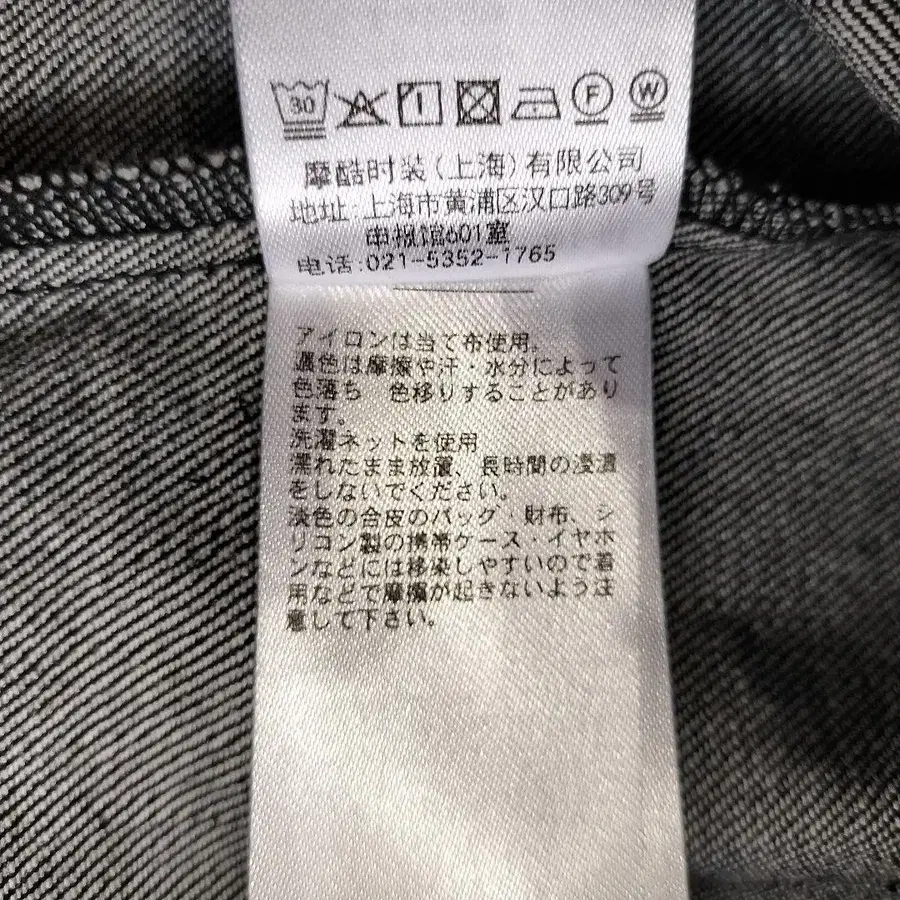 30 F W
摩酷时装(上海)有限公司
地址:上海市黄浦区汉口路309号
申报馆601室
电话:021-5352-1765
アイロンは当て布使用。
濃色は摩擦や汗・水分によって
色落ち 色移りすることがあり
ます。
洗濯ネットを使用
濡れたまま放置、長時間の浸漬
をしないでください。
淡色の合皮のバッグ・財布、シ
リコン製の携帯ケース・イヤホ
ンなどには移染しやすいので着
用などで摩擦が起きないよう注
意して下さい。